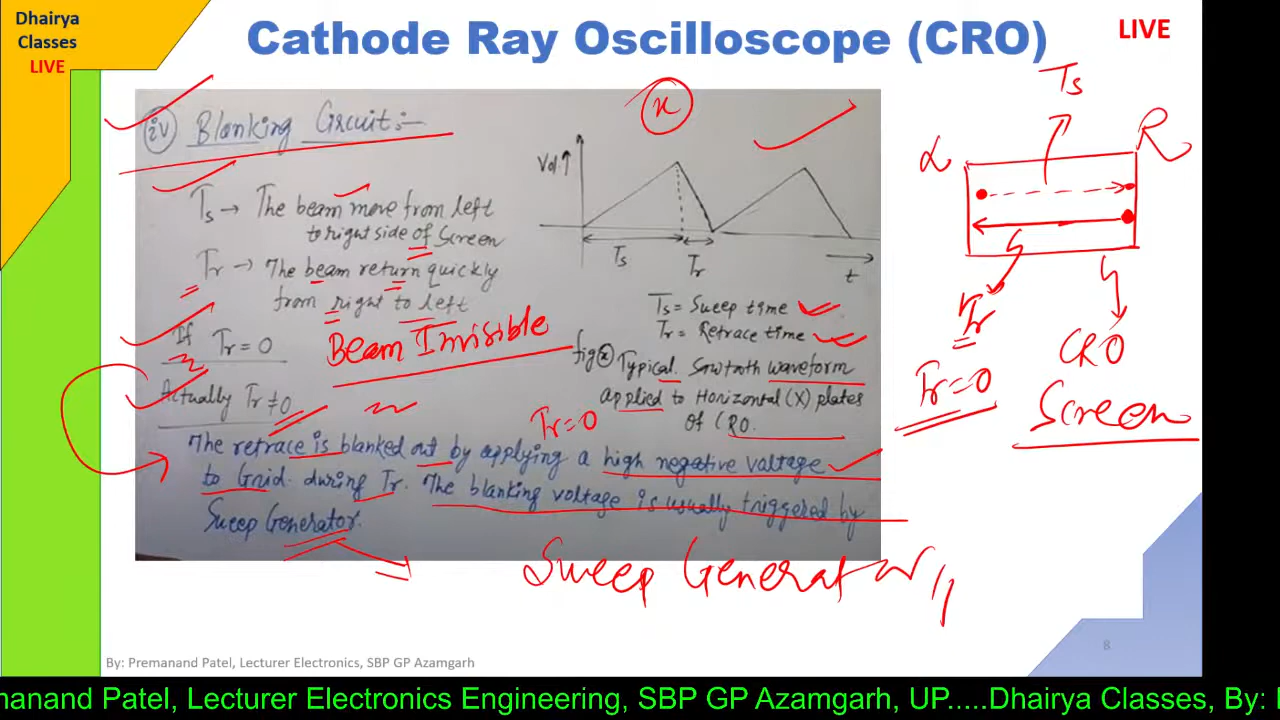 Dhairya
Classes
LIVE
Cathode Ray Oscilloscope (CRO)
LIVE
iv Blanking Circuit:-
Ts → The beam move from left
to right side of Screen
Tr → The beam return quickly
from right to left
If Tr = 0
Beam Invisible
Actually Tr ≠ 0
x
Vol.↑
Ts
Tr
t
Ts = Sweep time
Tr = Retrace time
fig x Typical Sawtooth waveform
applied to Horizontal (X) plates
of CRO.
Tr=0
The retrace is blanked out by applying a high negative voltage
to Grid during Tr. The blanking voltage is usually triggered by
Sweep Generator.
Sweep Generator
Ts
L R
Tr
CRO
Tr=0
Screen
8
By: Premanand Patel, Lecturer Electronics, SBP GP Azamgarh
manand Patel, Lecturer Electronics Engineering, SBP GP Azamgarh, UP.....Dhairya Classes, By: